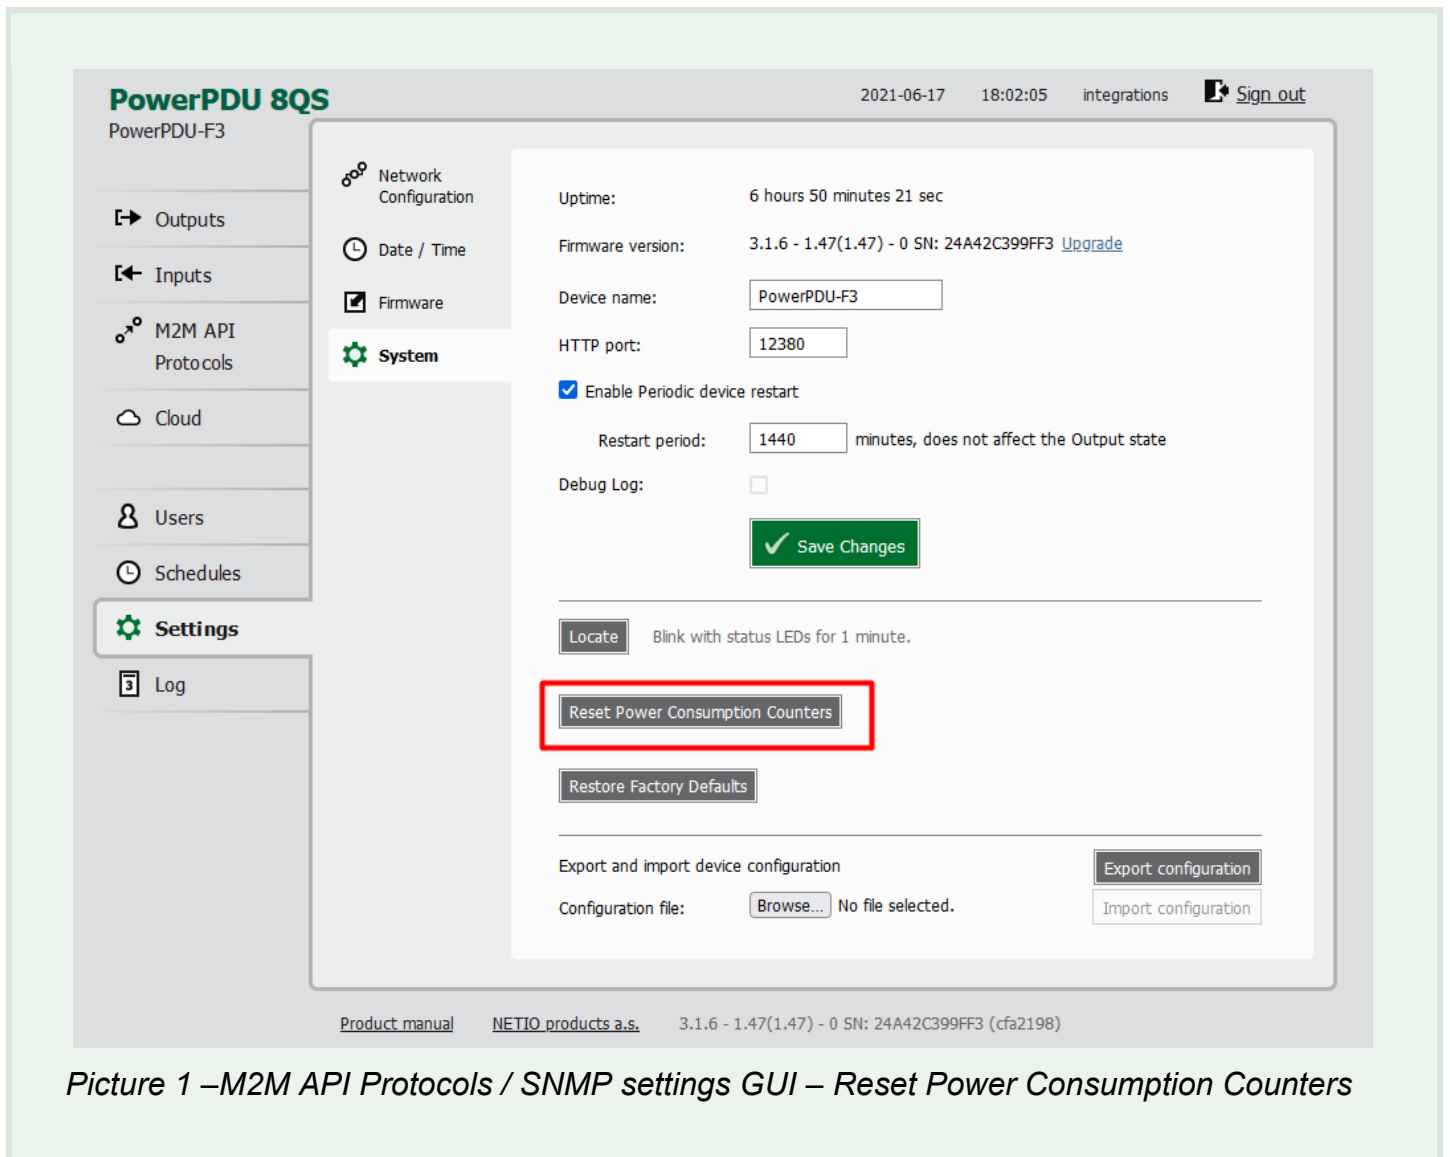 PowerPDU 8QS
PowerPDU-F3
2021-06-17 18:02:05 integrations Sign out
Outputs
Inputs
M2M API
Protocols
Cloud
Users
Schedules
Settings
3 Log
Network
Configuration
Date / Time
Firmware
System
Uptime: 6 hours 50 minutes 21 sec
Firmware version: 3.1.6 - 1.47(1.47) - 0 SN: 24A42C399FF3 Upgrade
Device name: PowerPDU-F3
HTTP port: 12380
Enable Periodic device restart
Restart period: 1440 minutes, does not affect the Output state
Debug Log:
Save Changes
Locate Blink with status LEDs for 1 minute.
Reset Power Consumption Counters
Restore Factory Defaults
Export and import device configuration Export configuration
Configuration file: Browse... No file selected. Import configuration
Product manual NETIO products a.s. 3.1.6 - 1.47(1.47) - 0 SN: 24A42C399FF3 (cfa2198)
Picture 1 –M2M API Protocols / SNMP settings GUI – Reset Power Consumption Counters